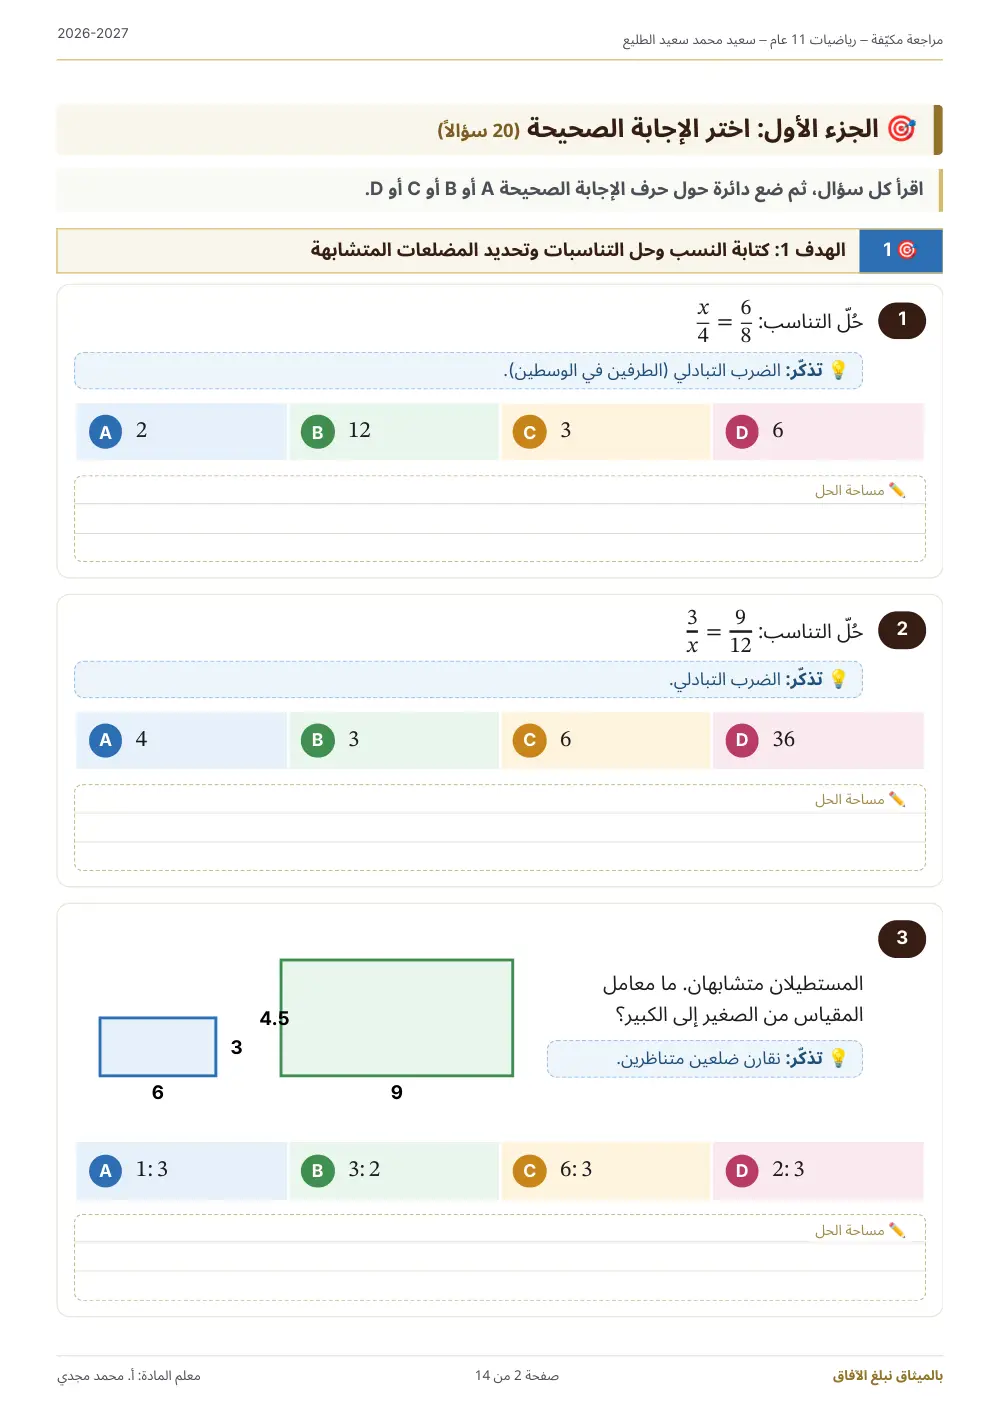 مراجعة مكيّفة – رياضيات 11 عام – سعيد محمد سعيد الطليع
2026-2027
🎯 الجزء الأول: اختر الإجابة الصحيحة (20 سؤالاً)
اقرأ كل سؤال، ثم ضع دائرة حول حرف الإجابة الصحيحة A أو B أو C أو D.
🎯 1 الهدف 1: كتابة النسب وحل التناسبات وتحديد المضلعات المتشابهة
1 حُلّ التناسب: x/4 = 6/8
💡 تذكّر: الضرب التبادلي (الطرفين في الوسطين).
A 2 B 12 C 3 D 6
✏️ مساحة الحل
2 حُلّ التناسب: 3/x = 9/12
💡 تذكّر: الضرب التبادلي.
A 4 B 3 C 6 D 36
✏️ مساحة الحل
3
المستطيلان متشابهان. ما معامل
المقياس من الصغير إلى الكبير؟
💡 تذكّر: نقارن ضلعين متناظرين.
4.5
3
6
9
A 1:3 B 3:2 C 6:3 D 2:3
✏️ مساحة الحل
بالميثاق نبلغ الآفاق
صفحة 2 من 14
معلم المادة: أ. محمد مجدي